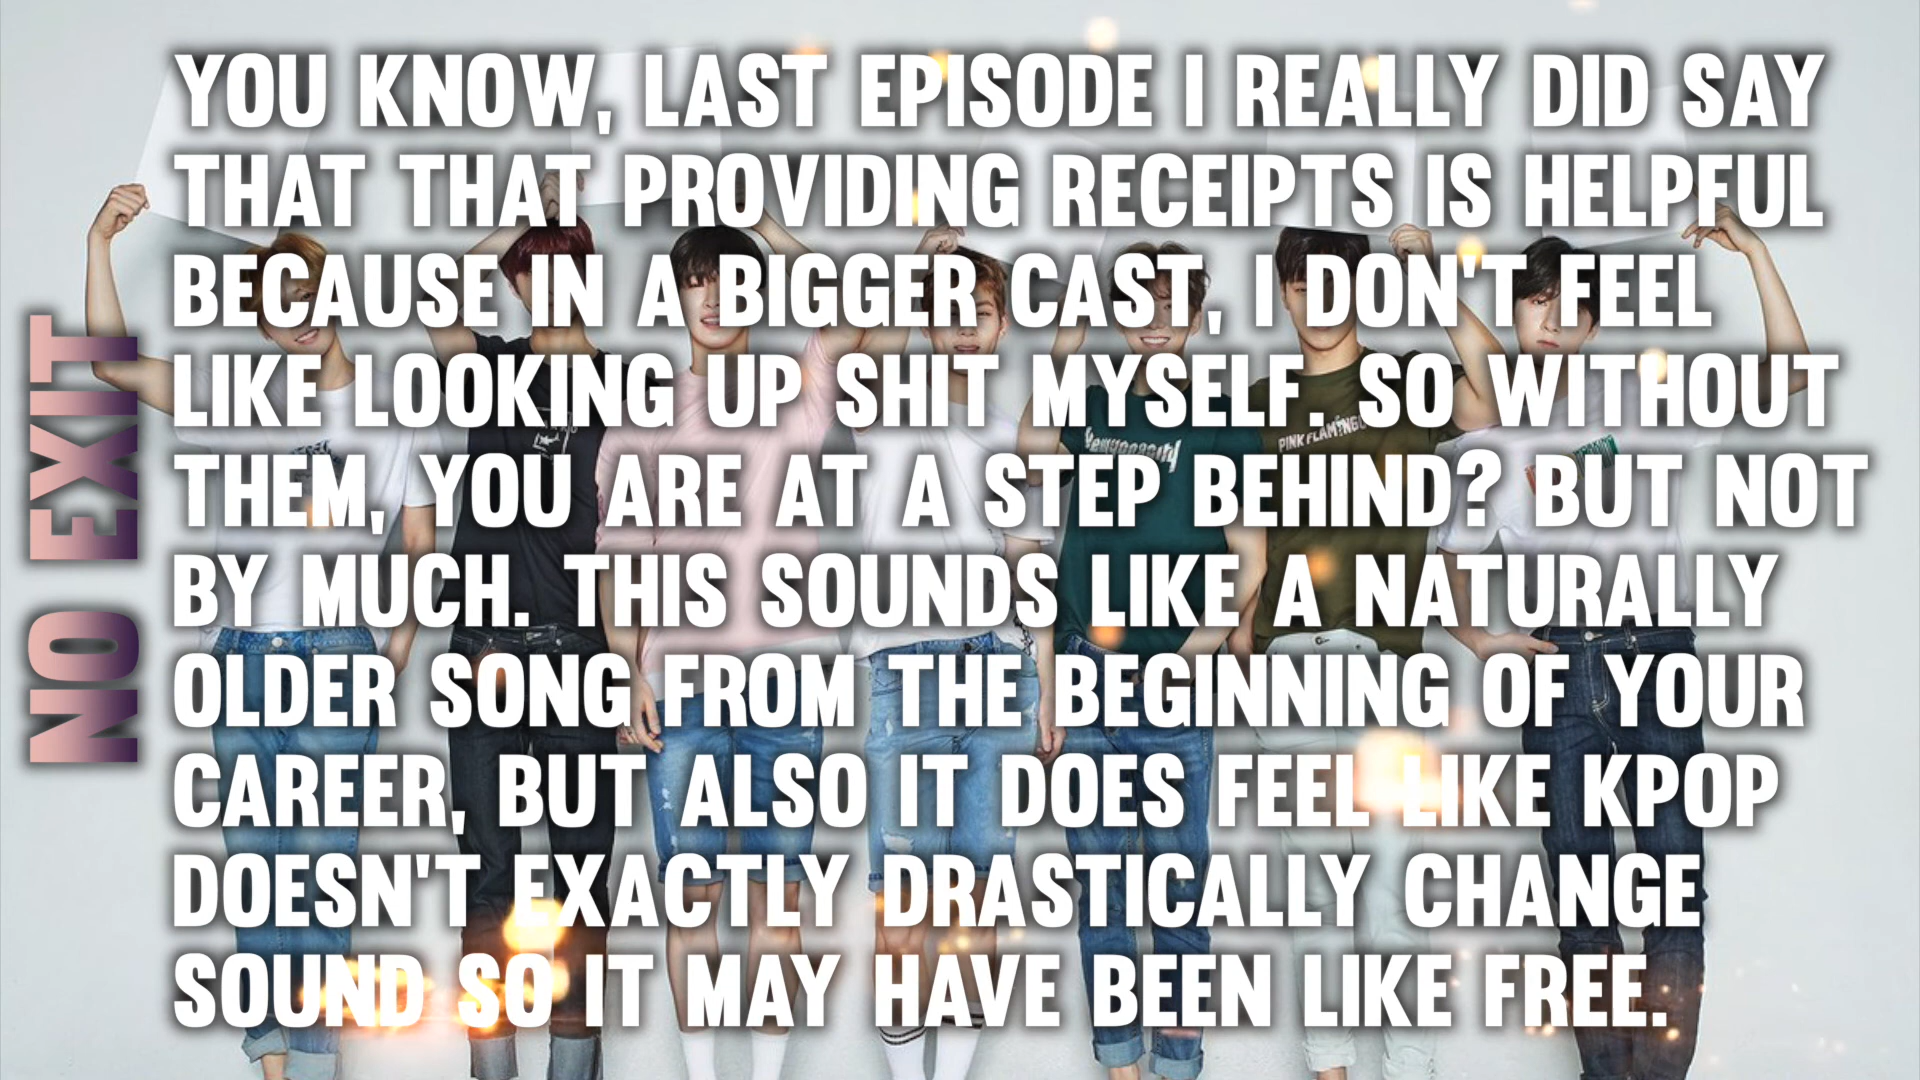 NO EXIT
YOU KNOW, LAST EPISODE I REALLY DID SAY
THAT THAT PROVIDING RECEIPTS IS HELPFUL
BECAUSE IN A BIGGER CAST, I DON'T FEEL
LIKE LOOKING UP SHIT MYSELF. SO WITHOUT
THEM, YOU ARE AT A STEP BEHIND? BUT NOT
BY MUCH. THIS SOUNDS LIKE A NATURALLY
OLDER SONG FROM THE BEGINNING OF YOUR
CAREER, BUT ALSO IT DOES FEEL LIKE KPOP
DOESN'T EXACTLY DRASTICALLY CHANGE
SOUND SO IT MAY HAVE BEEN LIKE FREE.
PINK FLAMINGO